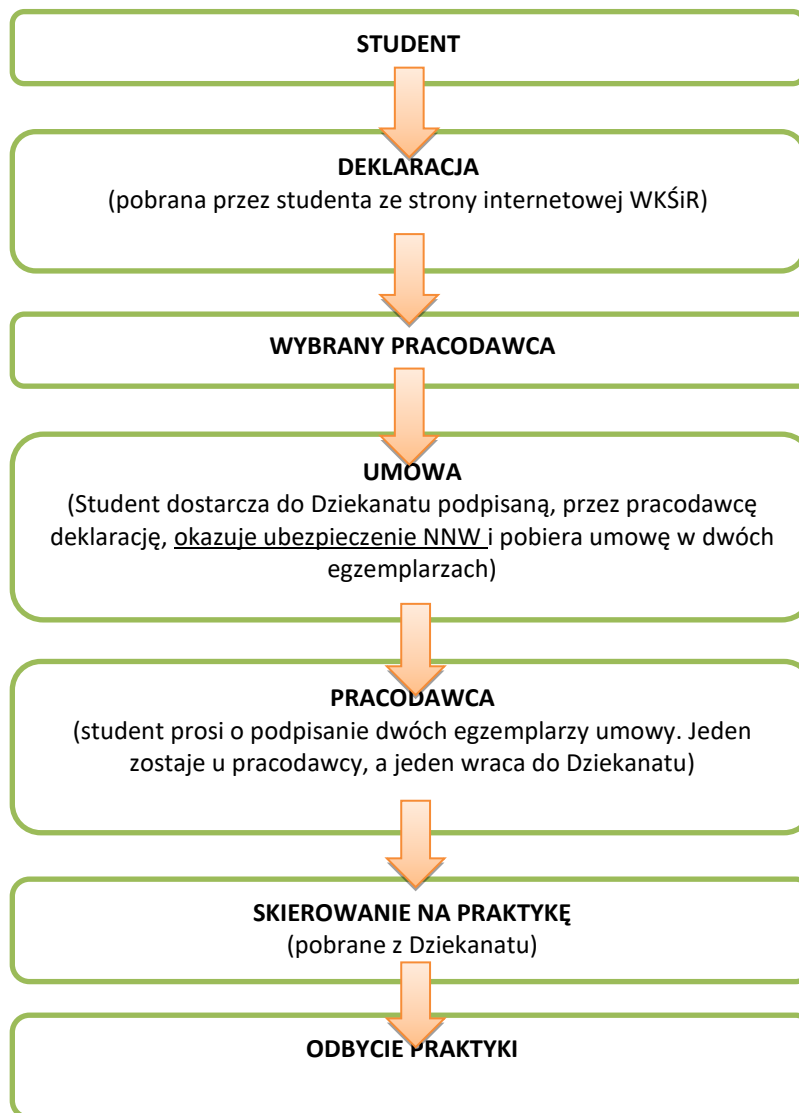 STUDENT
DEKLARACJA
(pobrana przez studenta ze strony internetowej WKŚiR)
WYBRANY PRACODAWCA
UMOWA
(Student dostarcza do Dziekanatu podpisaną, przez pracodawcę
deklarację, okazuje ubezpieczenie NNW i pobiera umowę w dwóch
egzemplarzach)
PRACODAWCA
(student prosi o podpisanie dwóch egzemplarzy umowy. Jeden
zostaje u pracodawcy, a jeden wraca do Dziekanatu)
SKIEROWANIE NA PRAKTYKĘ
(pobrane z Dziekanatu)
ODBYCIE PRAKTYKI